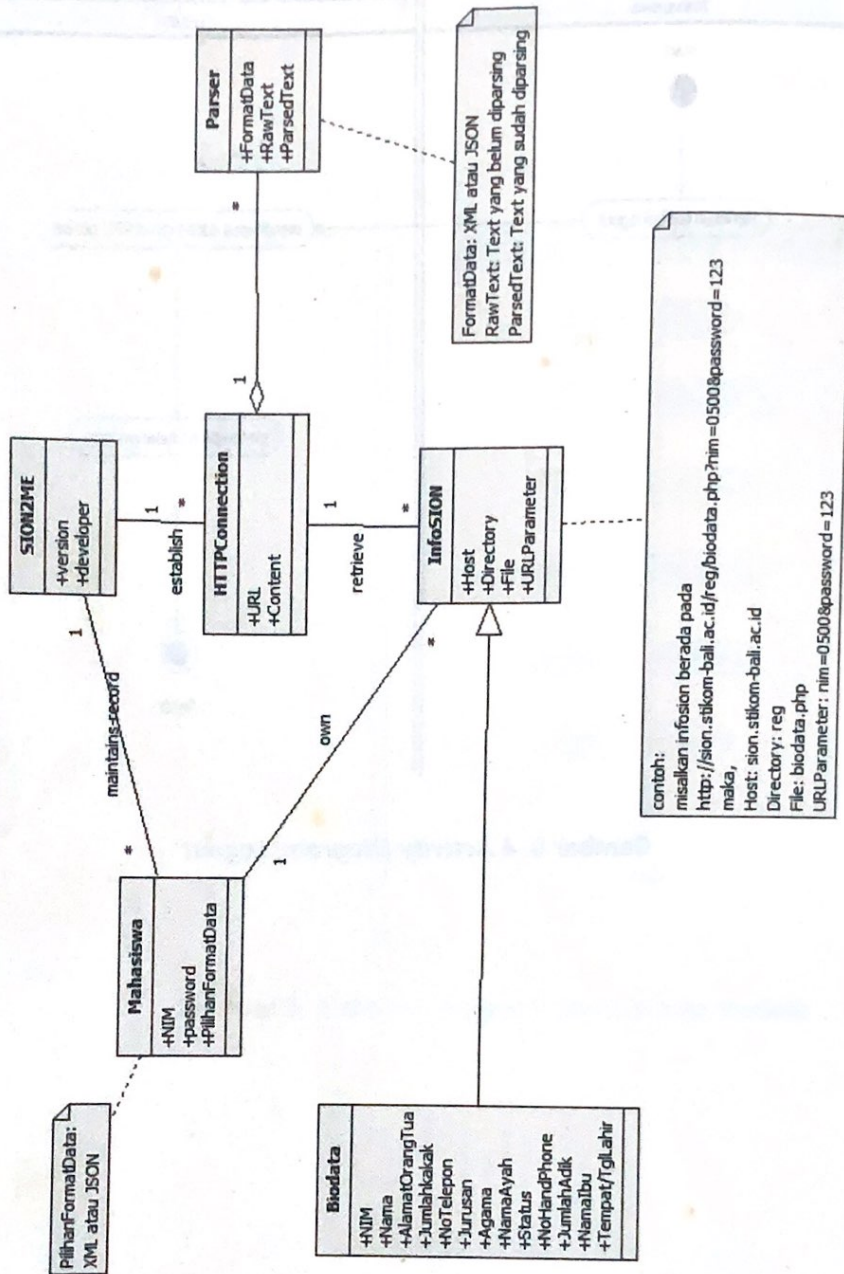 PilihanFormatData:
XML atau JSON
Mahasiswa
+NIM
+password
+PilihanFormatData
*
maintains record
1
SION2ME
+version
+developer
1
establish
*
HTTPConnection
+URL
+Content
1
*
Parser
+FormatData
+RawText
+ParsedText
1
retrieve
*
1
own
*
InfoSION
+Host
+Directory
+File
+URLParameter
FormatData: XML atau JSON
RawText: Text yang belum diparsing
ParsedText: Text yang sudah diparsing
Biodata
+NIM
+Nama
+AlamatOrangTua
+Jumlahkakak
+NoTelepon
+Jurusan
+Agama
+NamaAyah
+Status
+NoHandPhone
+JumlahAdik
+NamaIbu
+Tempat/TglLahir
contoh:
misalkan infosion berada pada
http://sion.stikom-bali.ac.id/reg/biodata.php?nim=0500&password=123
maka,
Host: sion.stikom-bali.ac.id
Directory: reg
File: biodata.php
URLParameter: nim=0500&password=123